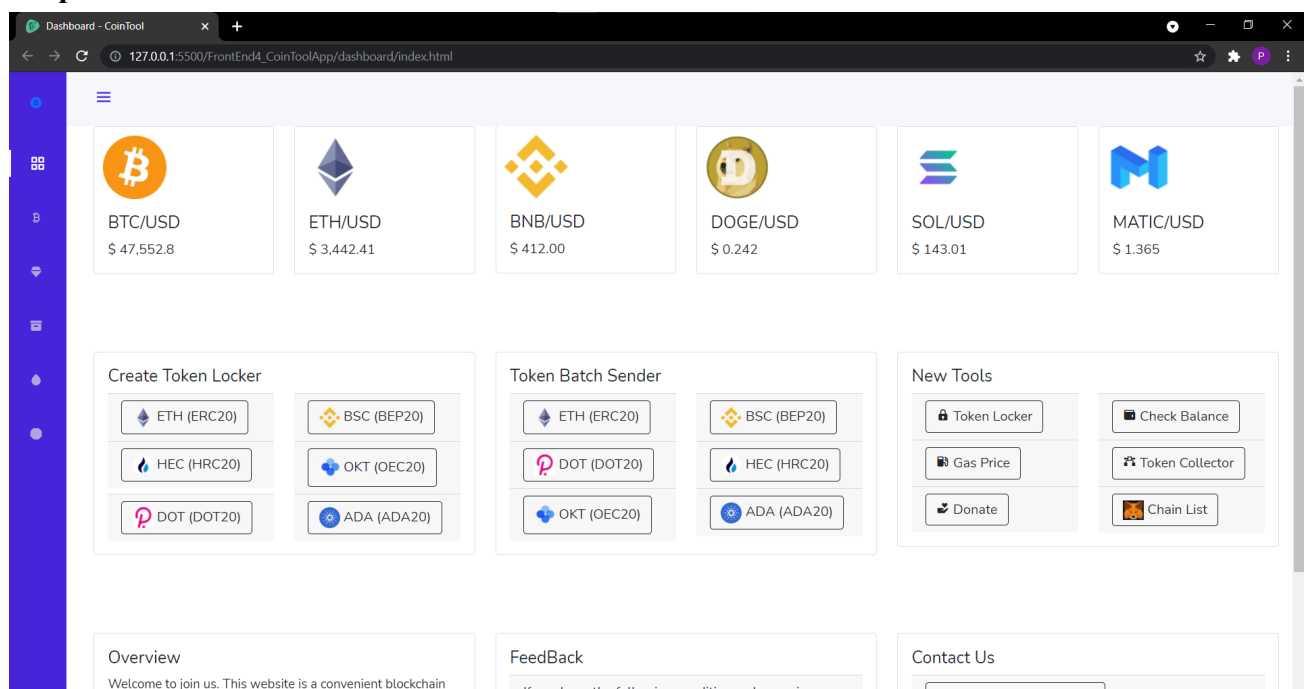 Dashboard - CoinTool
127.0.0.1:5500/FrontEnd4_CoinToolApp/dashboard/index.html
P
BTC/USD
$ 47,552.8
ETH/USD
$ 3,442.41
BNB/USD
$ 412.00
DOGE/USD
$ 0.242
SOL/USD
$ 143.01
MATIC/USD
$ 1.365
Create Token Locker
ETH (ERC20)
BSC (BEP20)
HEC (HRC20)
OKT (OEC20)
DOT (DOT20)
ADA (ADA20)
Token Batch Sender
ETH (ERC20)
BSC (BEP20)
DOT (DOT20)
HEC (HRC20)
OKT (OEC20)
ADA (ADA20)
New Tools
Token Locker
Check Balance
Gas Price
Token Collector
Donate
Chain List
Overview
Welcome to join us. This website is a convenient blockchain
FeedBack
Contact Us